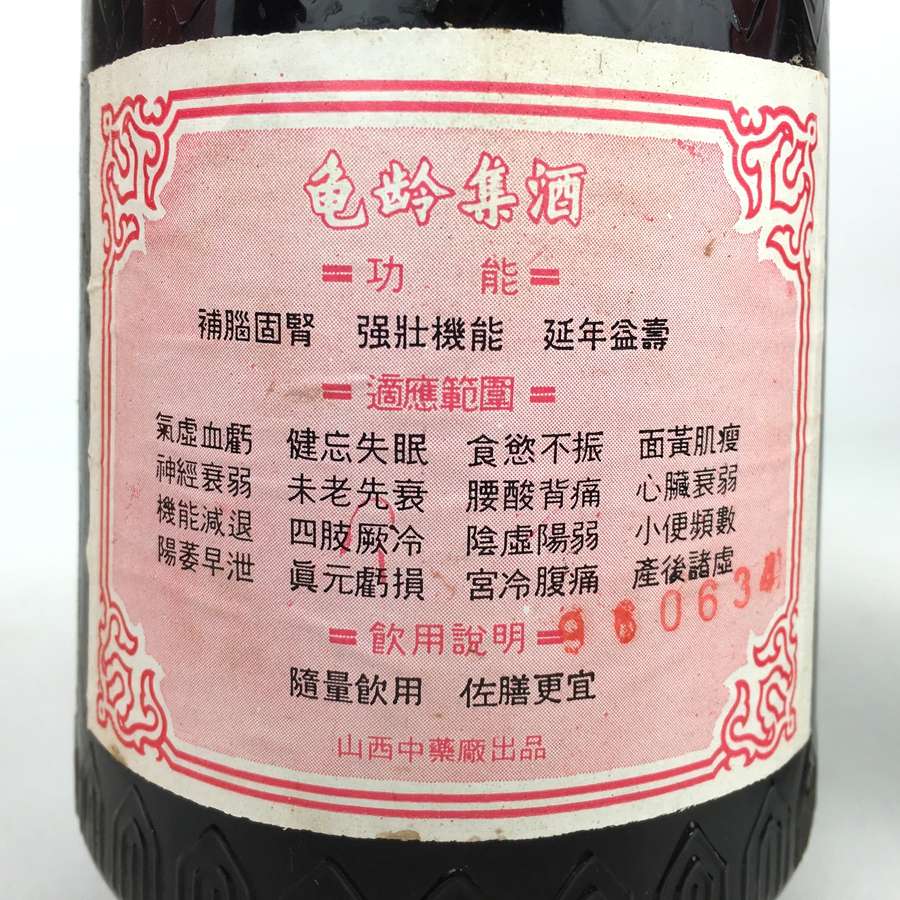 亀龄集酒
功 能
補腦固腎 强壯機能 延年益壽
適應範圍
氣虛血虧 健忘失眠 食慾不振 面黃肌瘦
神經衰弱 未老先衰 腰酸背痛 心臟衰弱
機能減退 四肢厥冷 陰虛陽弱 小便頻數
陽萎早泄 眞元虧損 宮冷腹痛 產後諸虛
飲用說明
隨量飲用 佐膳更宜
山西中藥廠出品